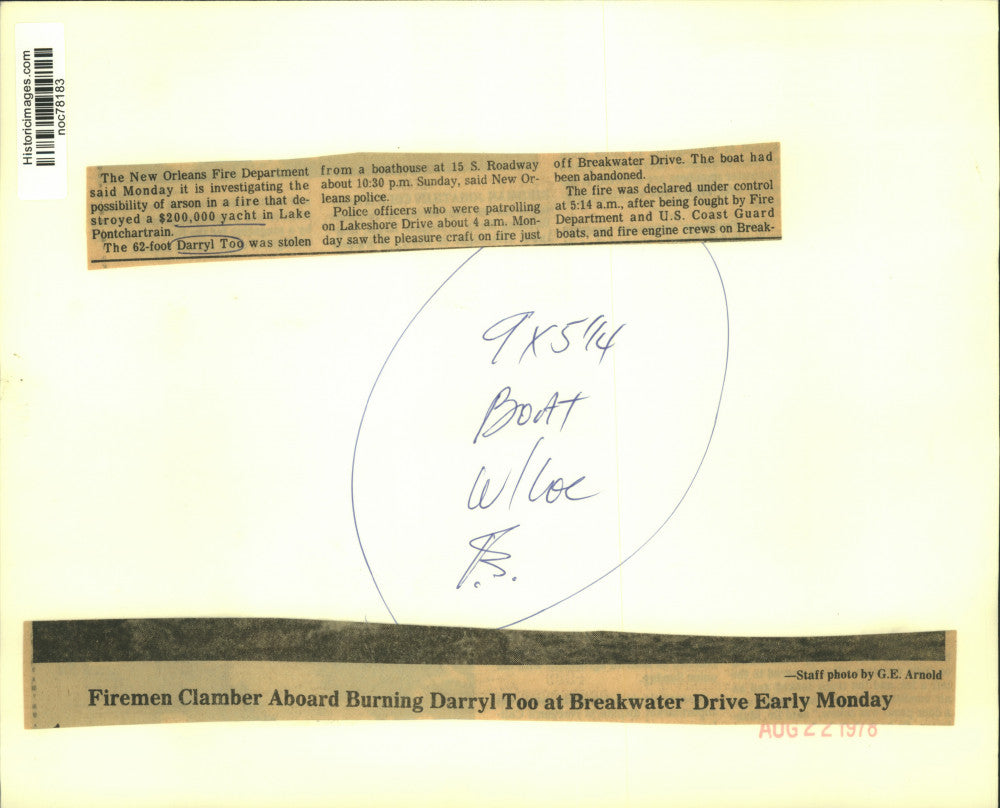 Historicimages.com
noc78183
The New Orleans Fire Department
said Monday it is investigating the
possibility of arson in a fire that de-
stroyed a $200,000 yacht in Lake
Pontchartrain.
The 62-foot Darryl Too was stolen
from a boathouse at 15 S. Roadway
about 10:30 p.m. Sunday, said New Or-
leans police.
Police officers who were patrolling
on Lakeshore Drive about 4 a.m. Mon-
day saw the pleasure craft on fire just
off Breakwater Drive. The boat had
been abandoned.
The fire was declared under control
at 5:14 a.m., after being fought by Fire
Department and U.S. Coast Guard
boats, and fire engine crews on Break-
9x5 1/4
BOAT
w/
—Staff photo by G.E. Arnold
Firemen Clamber Aboard Burning Darryl Too at Breakwater Drive Early Monday
AUG 22 1978